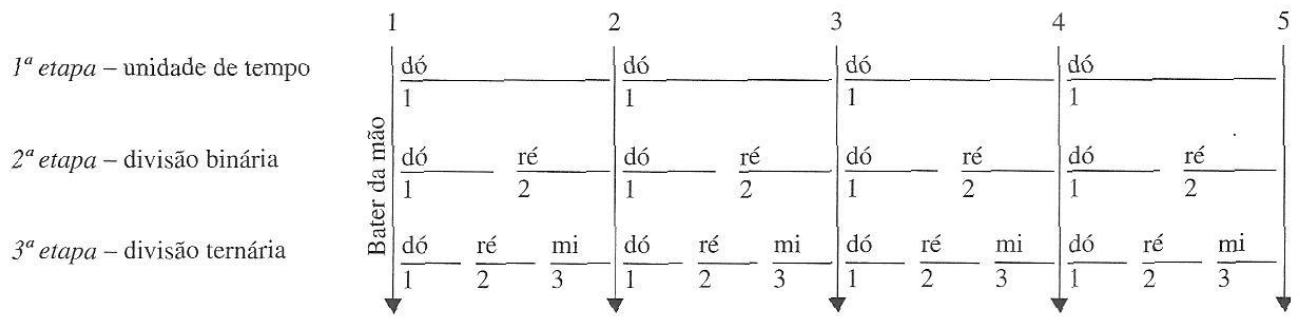 1 2 3 4 5
1ª etapa – unidade de tempo
dó dó dó dó
1 1 1 1
Bater da mão
2ª etapa – divisão binária
dó ré dó ré dó ré dó ré
1 2 1 2 1 2 1 2
3ª etapa – divisão ternária
dó ré mi dó ré mi dó ré mi dó ré mi
1 2 3 1 2 3 1 2 3 1 2 3